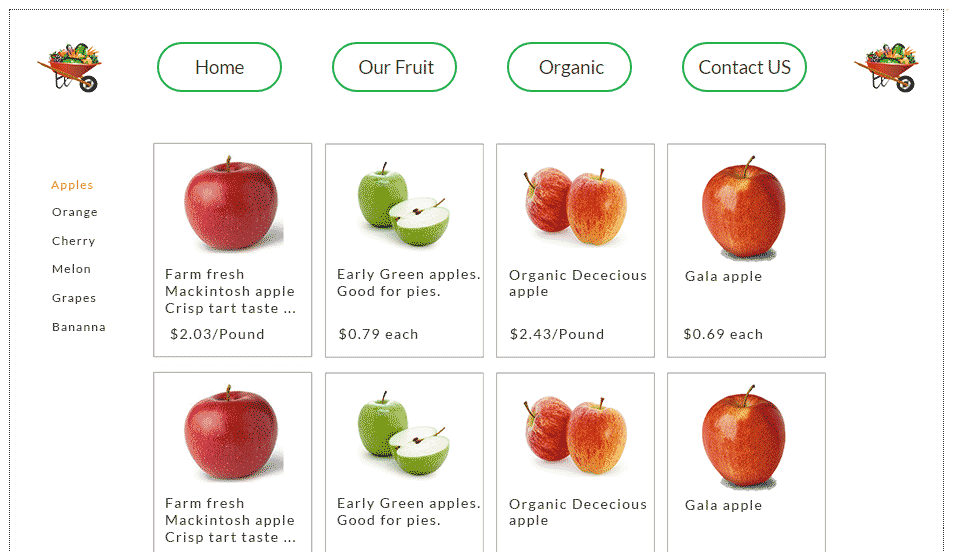 Home
Our Fruit
Organic
Contact US
Apples
Orange
Cherry
Melon
Grapes
Bananna
Farm fresh
Mackintosh apple
Crisp tart taste ...
$2.03/Pound
Early Green apples.
Good for pies.
$0.79 each
Organic Dececious
apple
$2.43/Pound
Gala apple
$0.69 each
Farm fresh
Mackintosh apple
Crisp tart taste ...
Early Green apples.
Good for pies.
Organic Dececious
apple
Gala apple